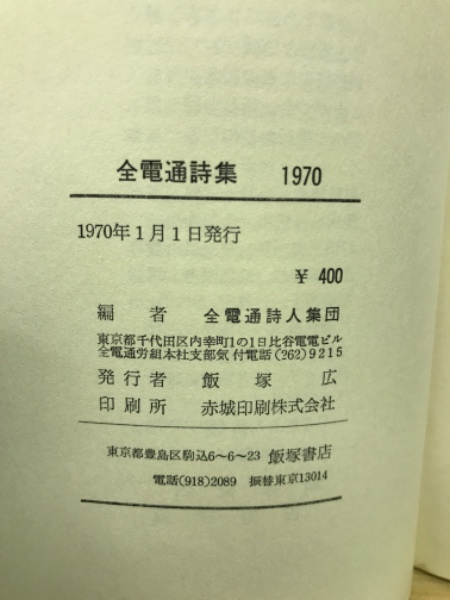 全電通詩集 1970
1970年1月1日発行
¥ 400
編者 全電通詩人集団
東京都千代田区内幸町1の1日比谷電電ビル
全電通労組本社支部気付電話(262)9215
発行者 飯塚広
印刷所 赤城印刷株式会社
東京都豊島区駒込6~6~23 飯塚書店
電話(918)2089 振替東京13014